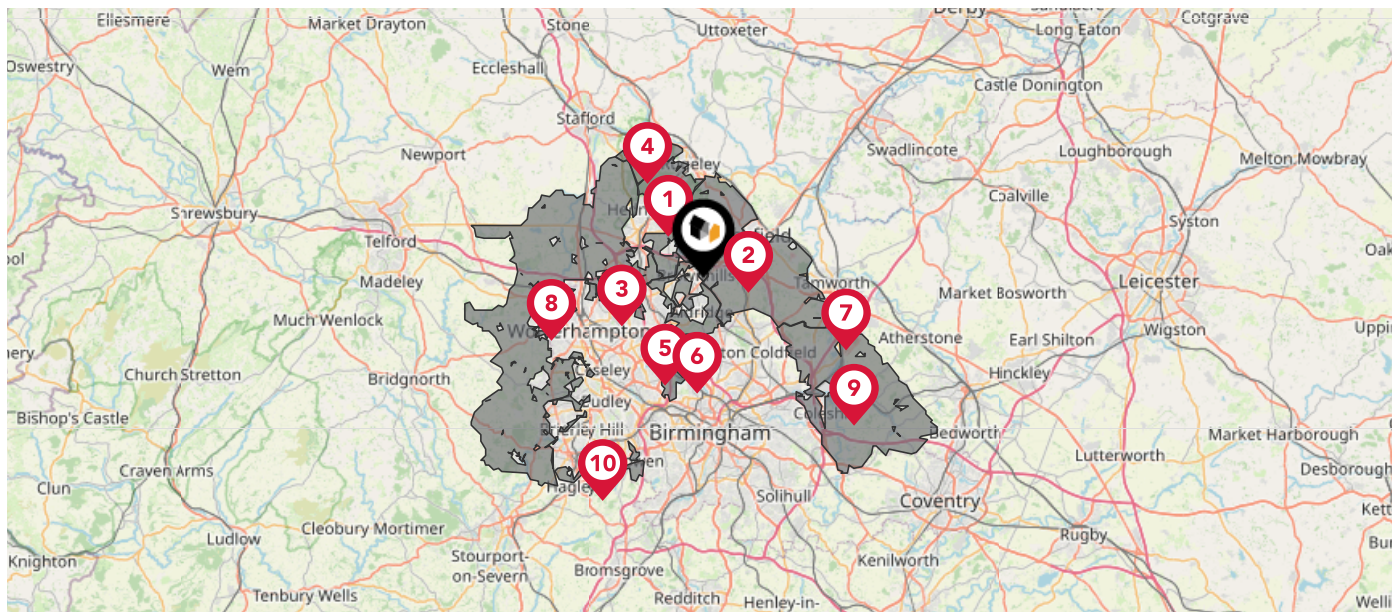 Ellesmere
Market Drayton
Stone
Uttoxeter
Derby
Long Eaton
Cotgrave
Oswestry
Wem
Eccleshall
Castle Donington
Stafford
Newport
4
Swadlincote
Loughborough
Melton Mowbray
1
Coalville
Shrewsbury
Syston
Telford
2
Madeley
Tamworth
Leicester
3
8
Market Bosworth
Much Wenlock
7
Wolverhampton
Wigston
Atherstone
Earl Shilton
5
6
ton Coldfield
Church Stretton
Bridgnorth
Hinckley
9
Bishop's Castle
Brierley Hill
Birmingham
Bedworth
Market Harborough
Lutterworth
10
Craven Arms
Desboroug
Clun
Hagley
Solihull
Coventry
Cleobury Mortimer
Ludlow
Rugby
Knighton
Stourport-
on-Severn
Bromsgrove
Kenilworth
Tenbury Wells
Redditch
Henley-in-